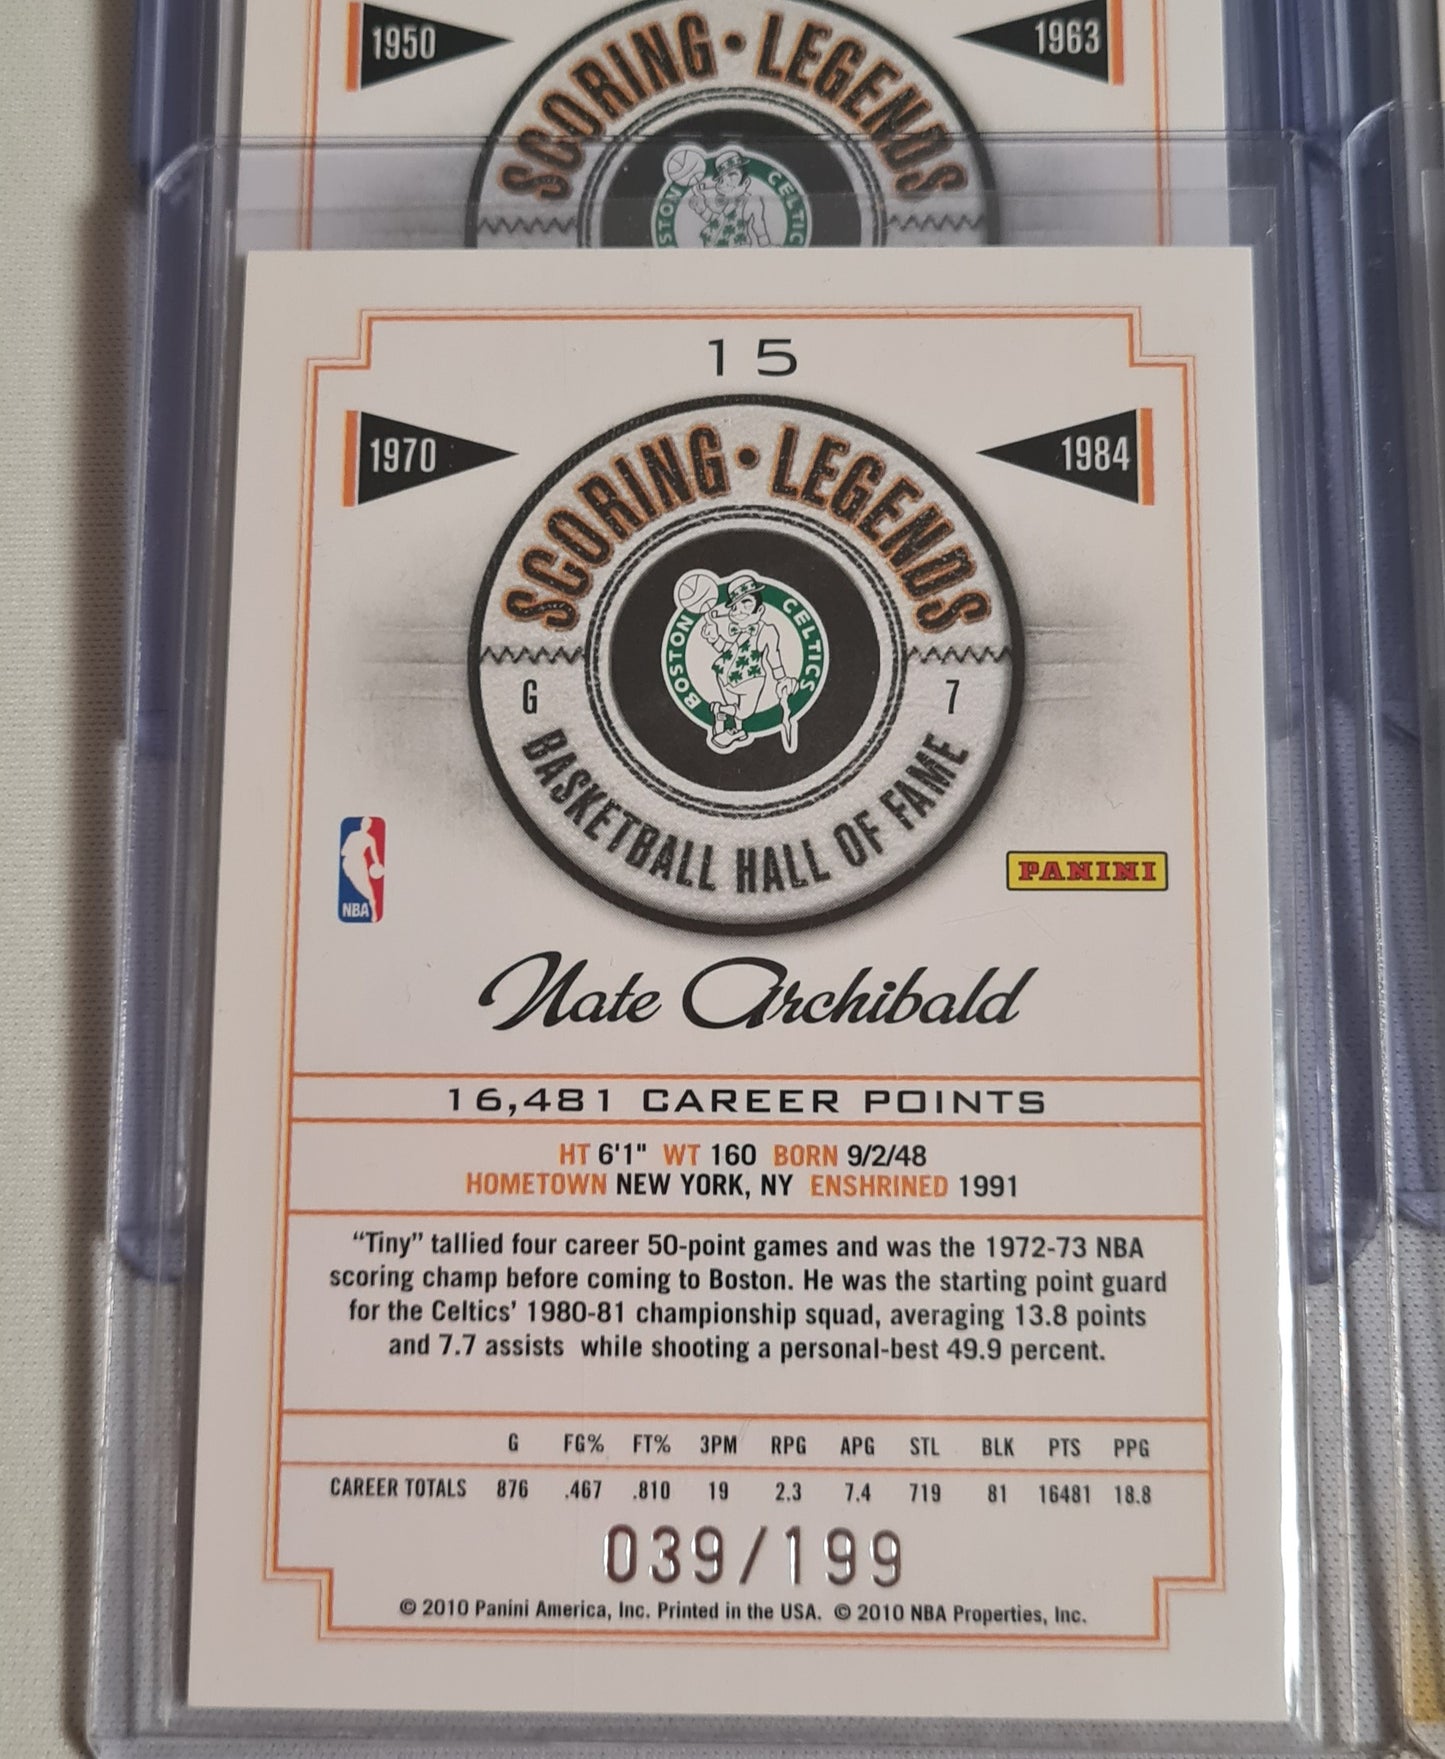 1950
1963
SCORING • LEGENDS
BOSTON CELTICS
15
1970
1984
SCORING • LEGENDS
BOSTON CELTICS
G
7
BASKETBALL HALL OF FAME
NBA
PANINI
Nate Archibald
16,481 CAREER POINTS
HT 6'1" WT 160 BORN 9/2/48
HOMETOWN NEW YORK, NY ENSHRINED 1991
“Tiny” tallied four career 50-point games and was the 1972-73 NBA
scoring champ before coming to Boston. He was the starting point guard
for the Celtics’ 1980-81 championship squad, averaging 13.8 points
and 7.7 assists while shooting a personal-best 49.9 percent.
G FG% FT% 3PM RPG APG STL BLK PTS PPG
CAREER TOTALS 876 .467 .810 19 2.3 7.4 719 81 16481 18.8
039/199
© 2010 Panini America, Inc. Printed in the USA. © 2010 NBA Properties, Inc.